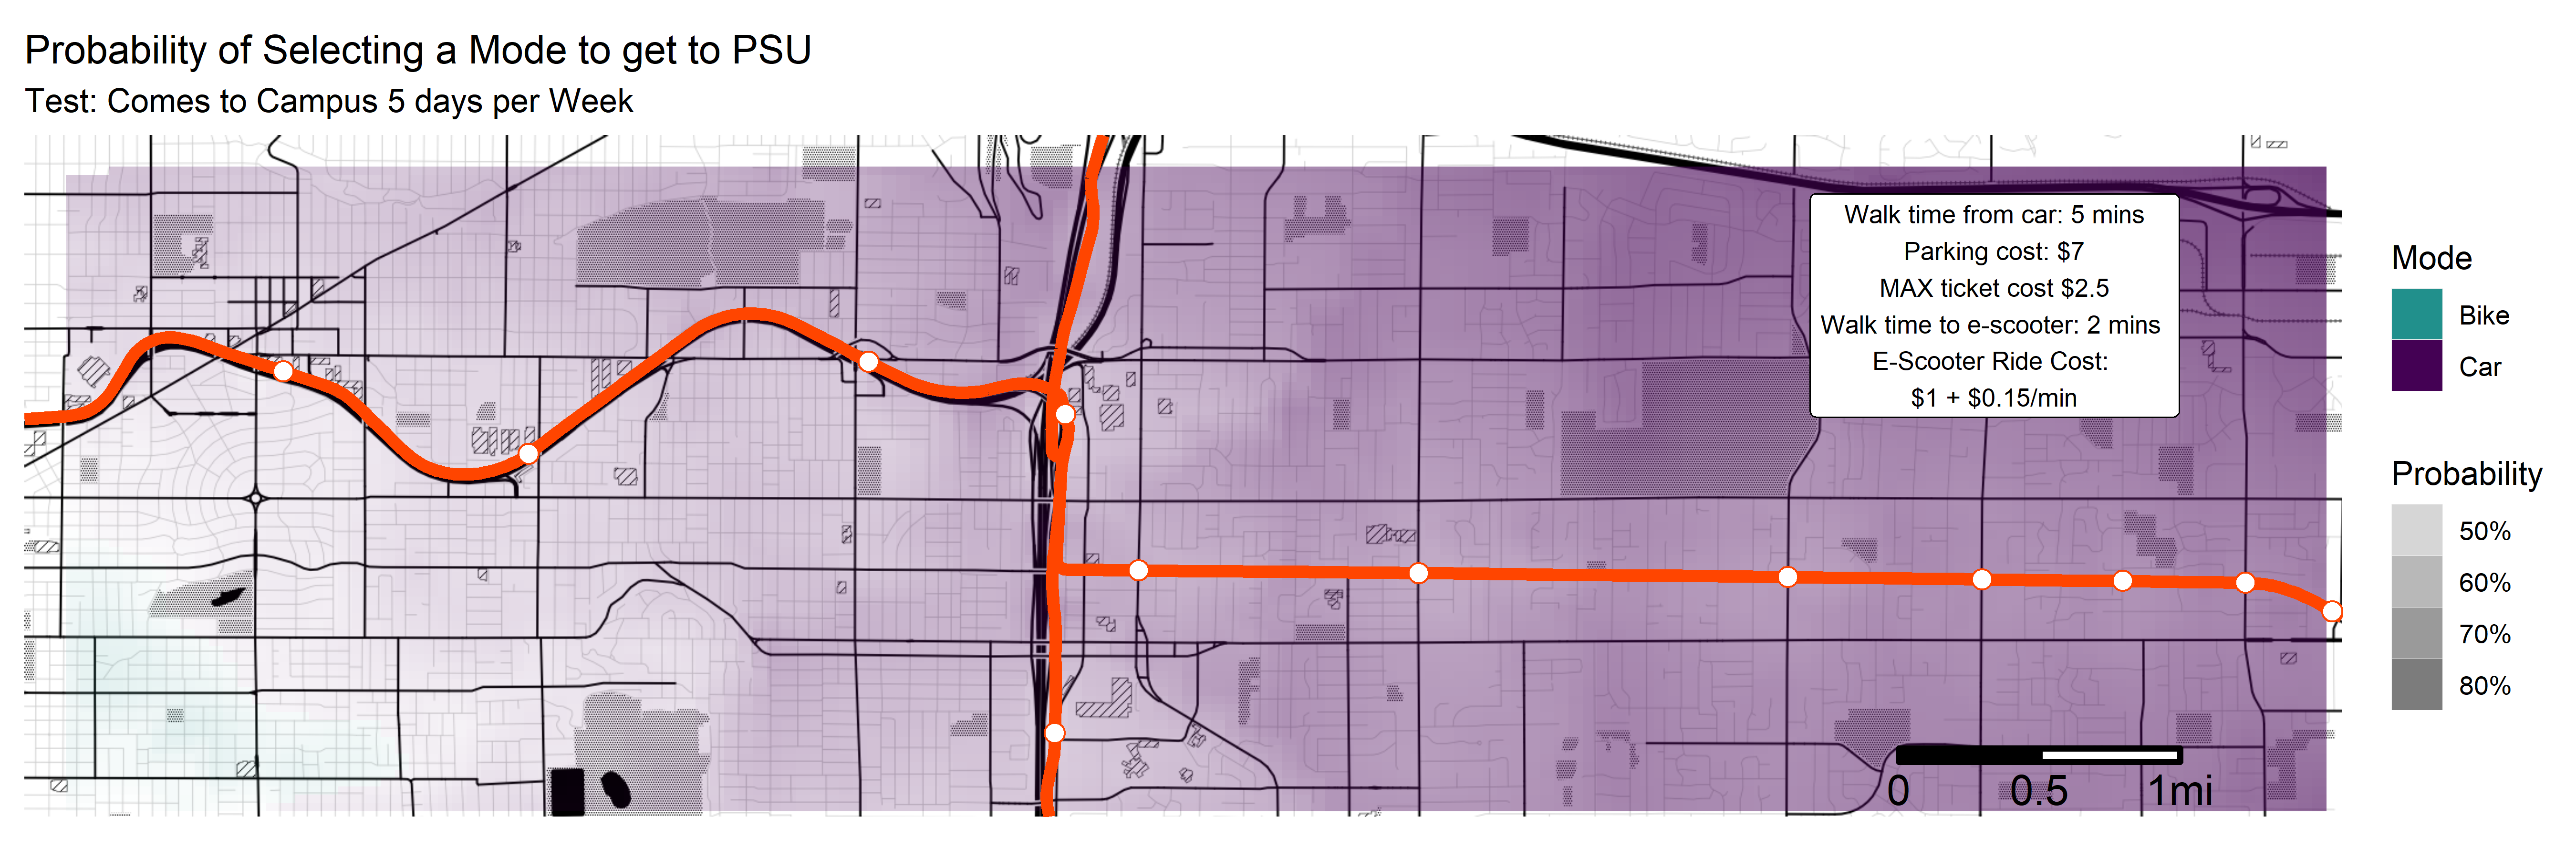 Probability of Selecting a Mode to get to PSU
Test: Comes to Campus 5 days per Week
Walk time from car: 5 mins
Parking cost: $7
MAX ticket cost $2.5
Walk time to e-scooter: 2 mins
E-Scooter Ride Cost:
$1 + $0.15/min
Mode
Bike
Car
Probability
50%
60%
70%
80%
0 0.5 1mi